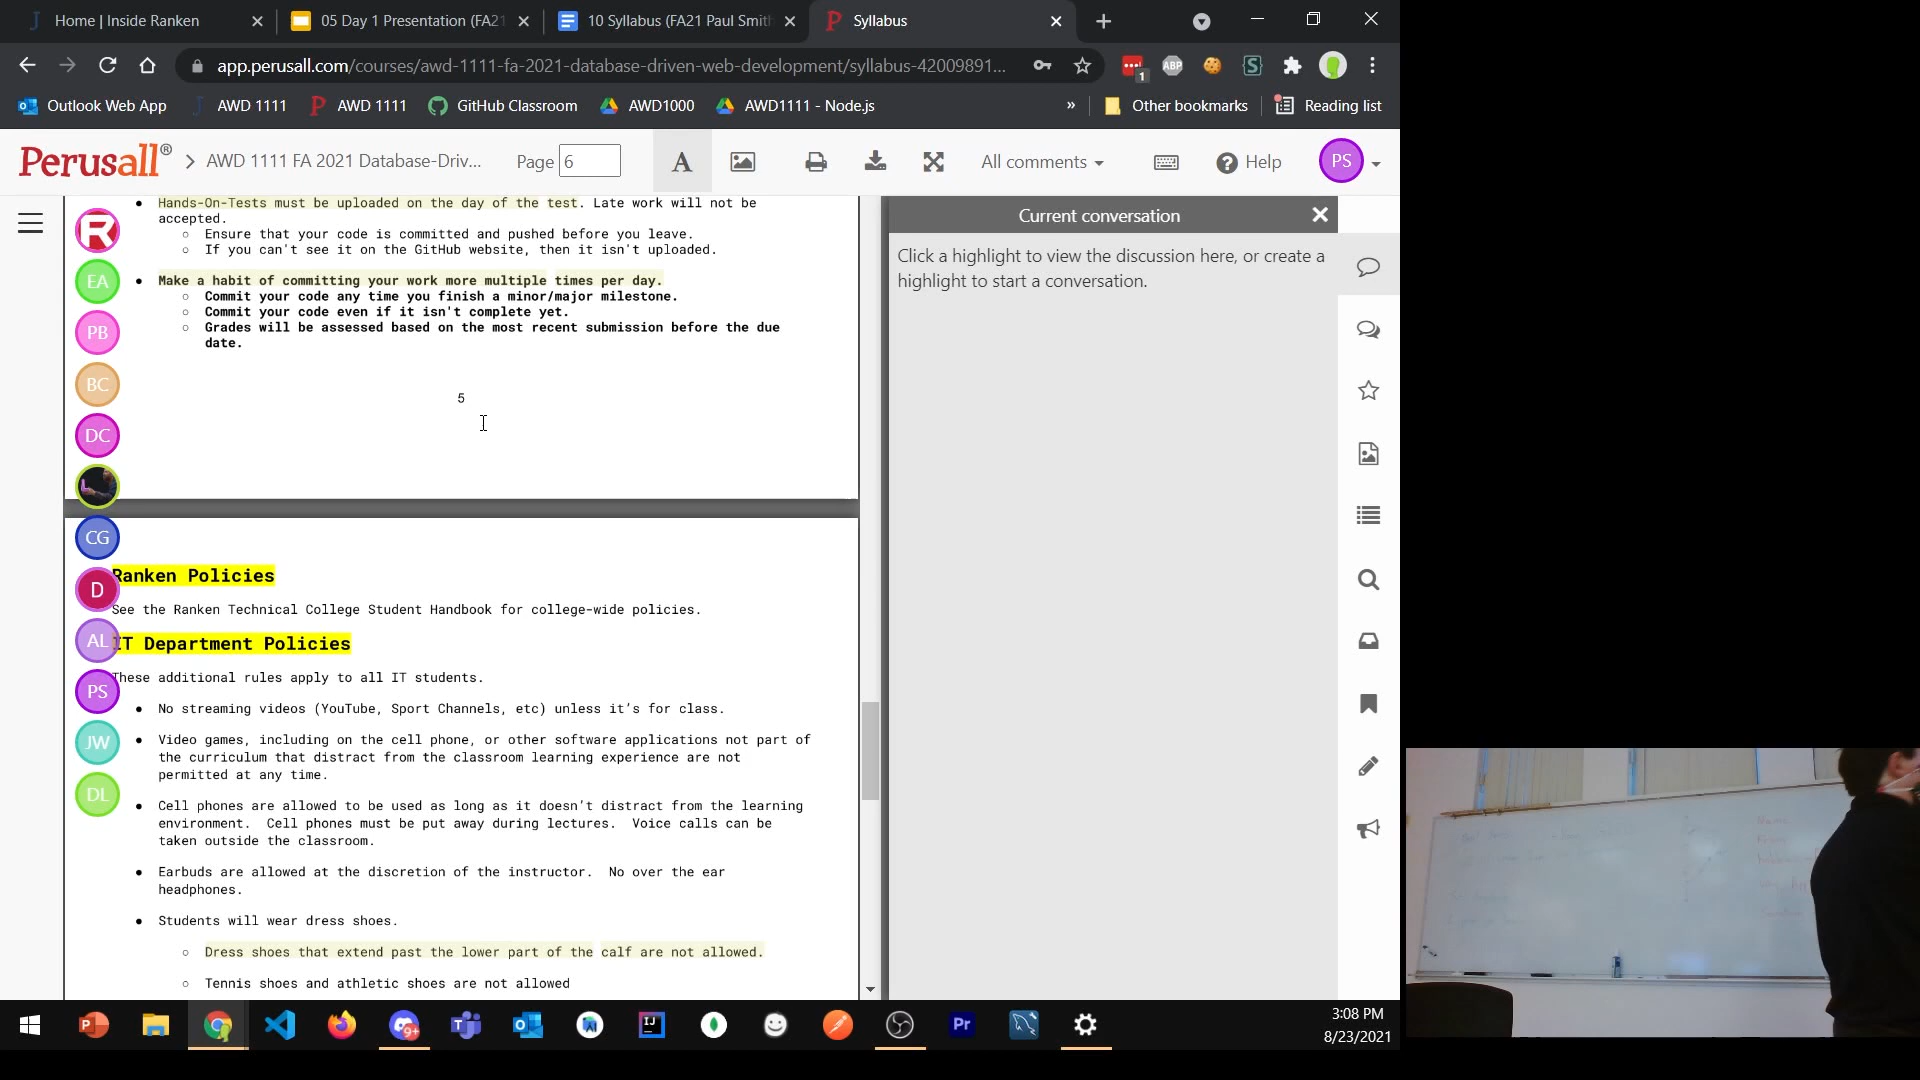 Home | Inside Ranken
05 Day 1 Presentation (FA21
10 Syllabus (FA21 Paul Smith
Syllabus
app.perusall.com/courses/awd-1111-fa-2021-database-driven-web-development/syllabus-42009891...
1
ABP
Outlook Web App
AWD 1111
AWD 1111
GitHub Classroom
AWD1000
AWD1111 - Node.js
»
Other bookmarks
Reading list
Perusall®
AWD 1111 FA 2021 Database-Driv...
Page 6
A
All comments
Help
PS
Hands-On-Tests must be uploaded on the day of the test. Late work will not be
accepted.
Ensure that your code is committed and pushed before you leave.
If you can't see it on the GitHub website, then it isn't uploaded.
Make a habit of committing your work more multiple times per day.
Commit your code any time you finish a minor/major milestone.
Commit your code even if it isn't complete yet.
Grades will be assessed based on the most recent submission before the due
date.
5
R
EA
PB
BC
DC
CG
D
AL
PS
JW
DL
Ranken Policies
See the Ranken Technical College Student Handbook for college-wide policies.
IT Department Policies
These additional rules apply to all IT students.
No streaming videos (YouTube, Sport Channels, etc) unless it’s for class.
Video games, including on the cell phone, or other software applications not part of
the curriculum that distract from the classroom learning experience are not
permitted at any time.
Cell phones are allowed to be used as long as it doesn’t distract from the learning
environment.  Cell phones must be put away during lectures.  Voice calls can be
taken outside the classroom.
Earbuds are allowed at the discretion of the instructor.  No over the ear
headphones.
Students will wear dress shoes.
Dress shoes that extend past the lower part of the calf are not allowed.
Tennis shoes and athletic shoes are not allowed
Current conversation
Click a highlight to view the discussion here, or create a
highlight to start a conversation.
9+
IJ
Pr
3:08 PM
8/23/2021